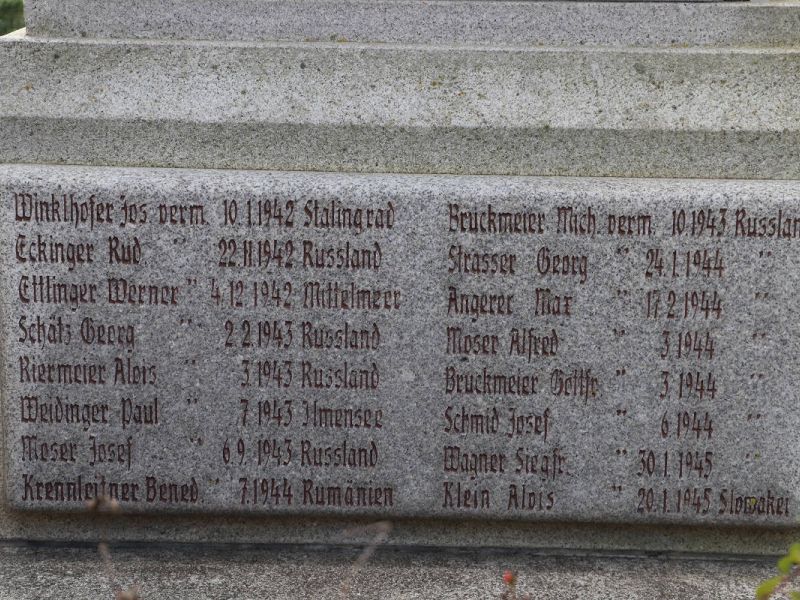 Winklhofer Jos verm. 10.1.1942 Stalingrad
Eckinger Rud " 22.11.1942 Russland
Ettlinger Werner " 4.12.1942 Mittelmeer
Schätz Georg " 2.2.1943 Russland
Riermeier Alois " 3.1943 Russland
Weidinger Paul " 7.1943 Ilmensee
Moser Josef " 6.9.1943 Russland
Krennleitner Bened. " 7.1944 Rumänien
Bruckmeier Mich. verm. 10.1943 Russlan
Strasser Georg " 24.1.1944 "
Angerer Max " 17.2.1944 "
Moser Alfred " 3.1944 "
Bruckmeier Gottfr. " 3.1944 "
Schmid Josef " 6.1944 "
Wagner Siegfr. " 30.1.1945 "
Klein Alois " 20.1.1945 Slowakei